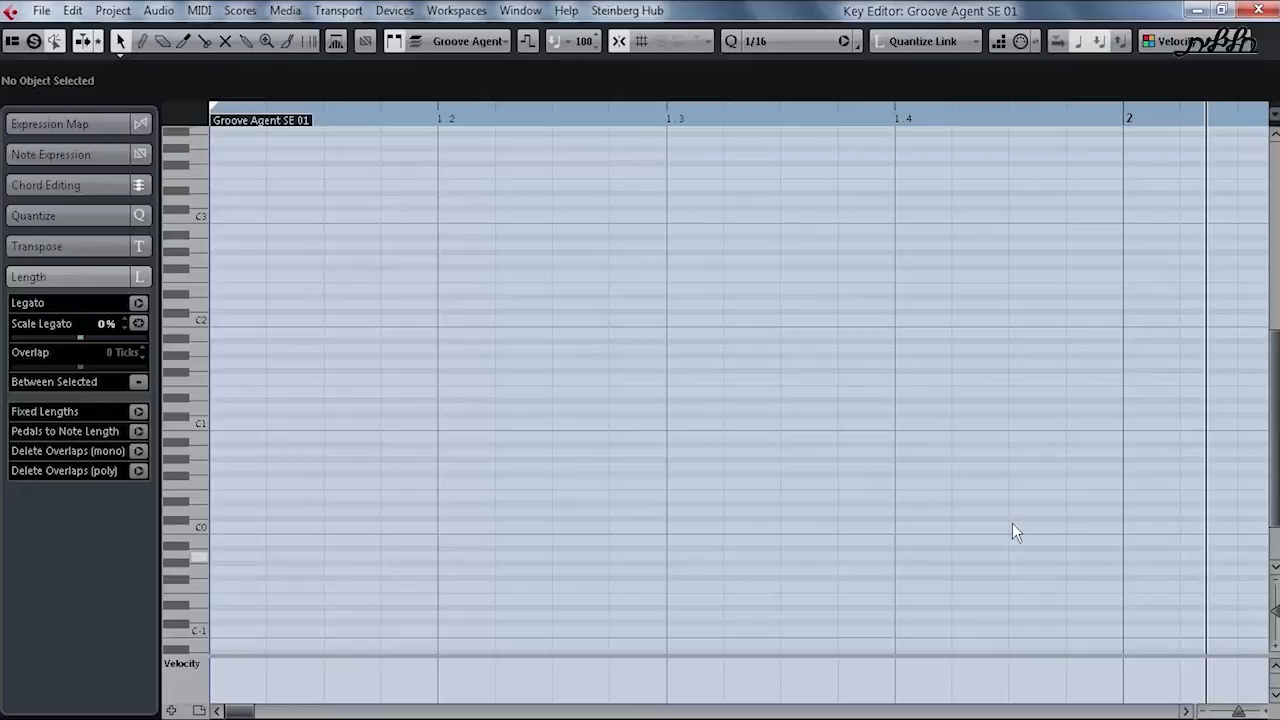 File Edit Project Audio MIDI Scores Media Transport Devices Workspaces Window Help Steinberg Hub Key Editor: Groove Agent SE 01
Groove Agent 100 Q 1/16 Quantize Link
No Object Selected
Expression Map
Note Expression
Chord Editing
Quantize Q
Transpose T
Length L
Legato
Scale Legato 0 %
Overlap 0 Ticks
Between Selected
Fixed Lengths
Pedals to Note Length
Delete Overlaps (mono)
Delete Overlaps (poly)
Groove Agent SE 01
1.2 1.3 1.4 2
C3
C2
C1
C0
C-1
Velocity